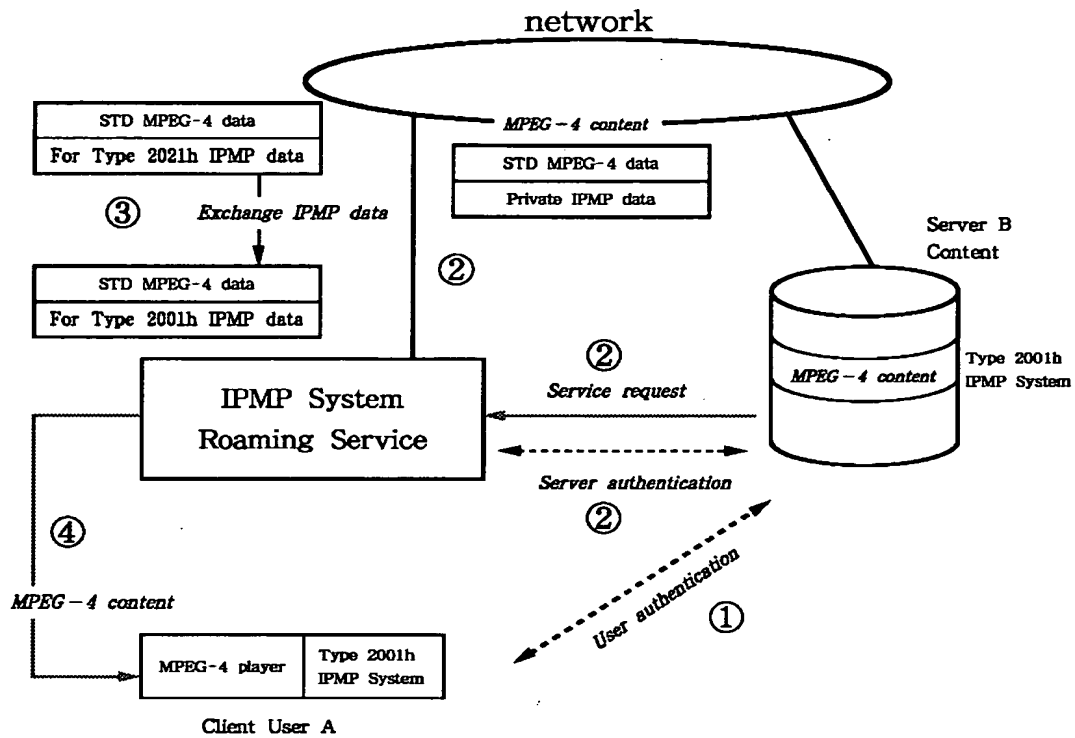 network
STD MPEG-4 data
For Type 2021h IPMP data
MPEG-4 content
STD MPEG-4 data
Private IPMP data
③
Exchange IPMP data
②
Server B
Content
STD MPEG-4 data
For Type 2001h IPMP data
②
Service request
MPEG-4 content
Type 2001h
IPMP System
IPMP System
Roaming Service
Server authentication
②
④
User authentication
①
MPEG-4 content
MPEG-4 player
Type 2001h
IPMP System
Client User A